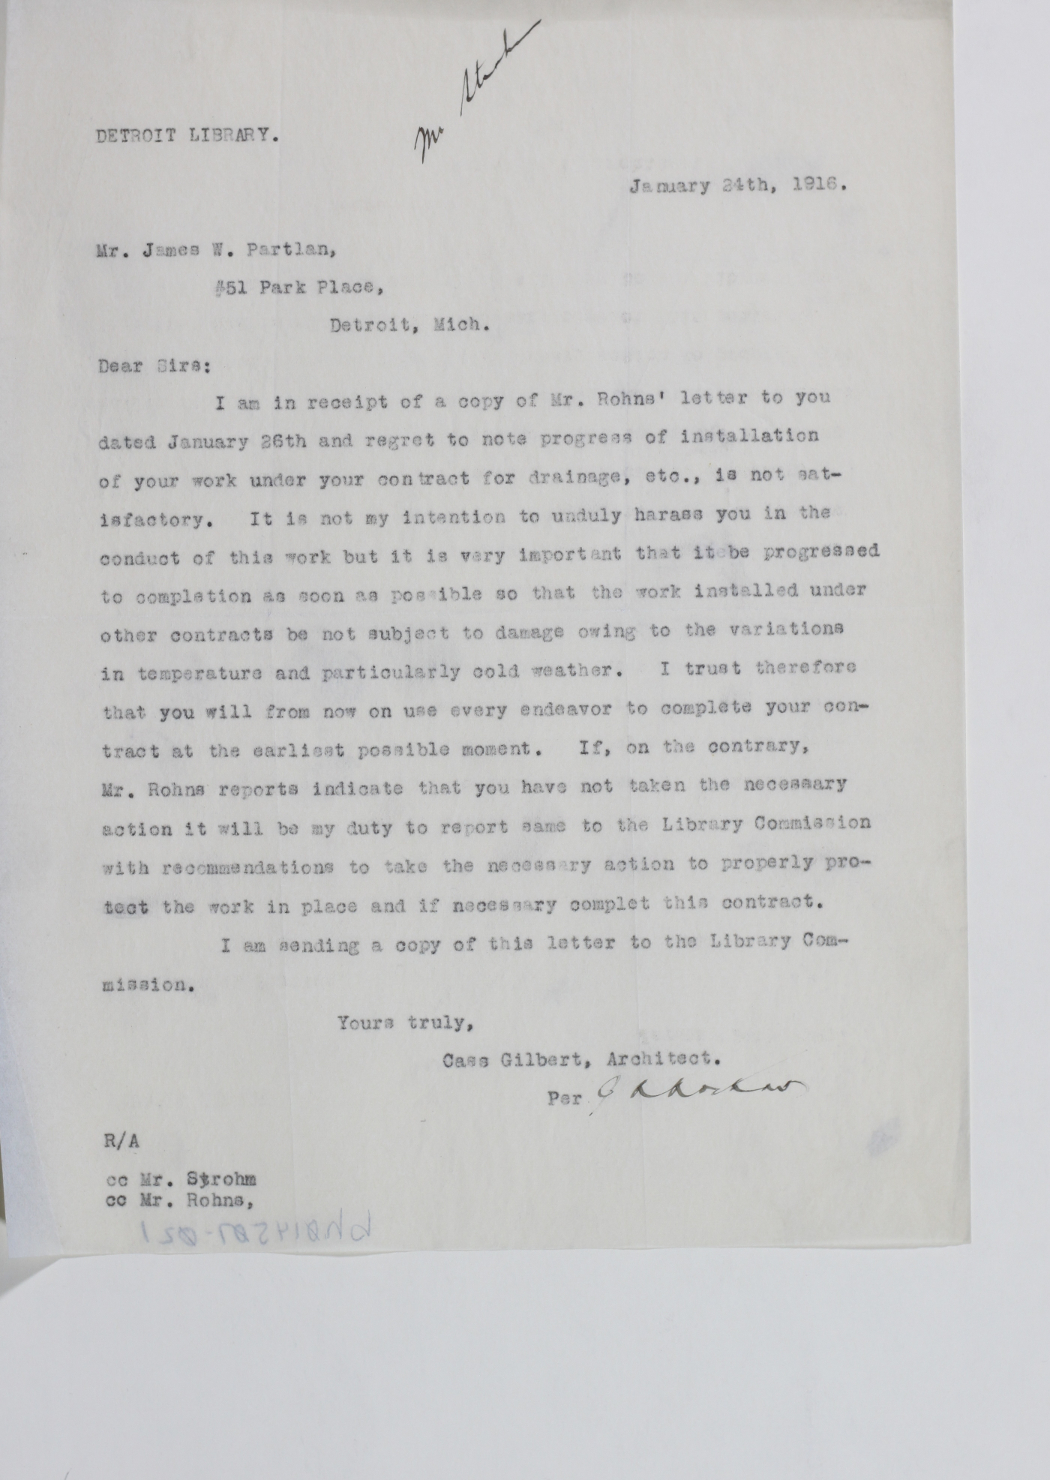 Mr Stroh
DETROIT LIBRARY.
January 24th, 1916.
Mr. James W. Partlan,
#51 Park Place,
Detroit, Mich.
Dear Sirs:
I am in receipt of a copy of Mr. Rohns' letter to you
dated January 26th and regret to note progress of installation
of your work under your contract for drainage, etc., is not sat-
isfactory. It is not my intention to unduly harass you in the
conduct of this work but it is very important that it be progressed
to completion as soon as possible so that the work installed under
other contracts be not subject to damage owing to the variations
in temperature and particularly cold weather. I trust therefore
that you will from now on use every endeavor to complete your con-
tract at the earliest possible moment. If, on the contrary,
Mr. Rohns reports indicate that you have not taken the necessary
action it will be my duty to report same to the Library Commission
with recommendations to take the necessary action to properly pro-
tect the work in place and if necessary complet this contract.
I am sending a copy of this letter to the Library Com-
mission.
Yours truly,
Cass Gilbert, Architect.
Per
R/A
cc Mr. Strohm
cc Mr. Rohns,